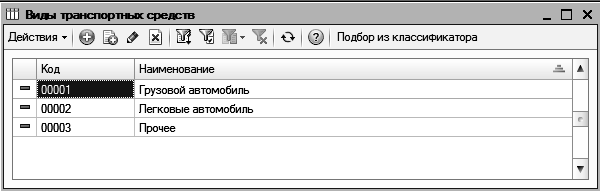 Виды транспортных средств
Действия Подбор из классификатора
Код Наименование
00001 Грузовой автомобиль
00002 Легковые автомобиль
00003 Прочее